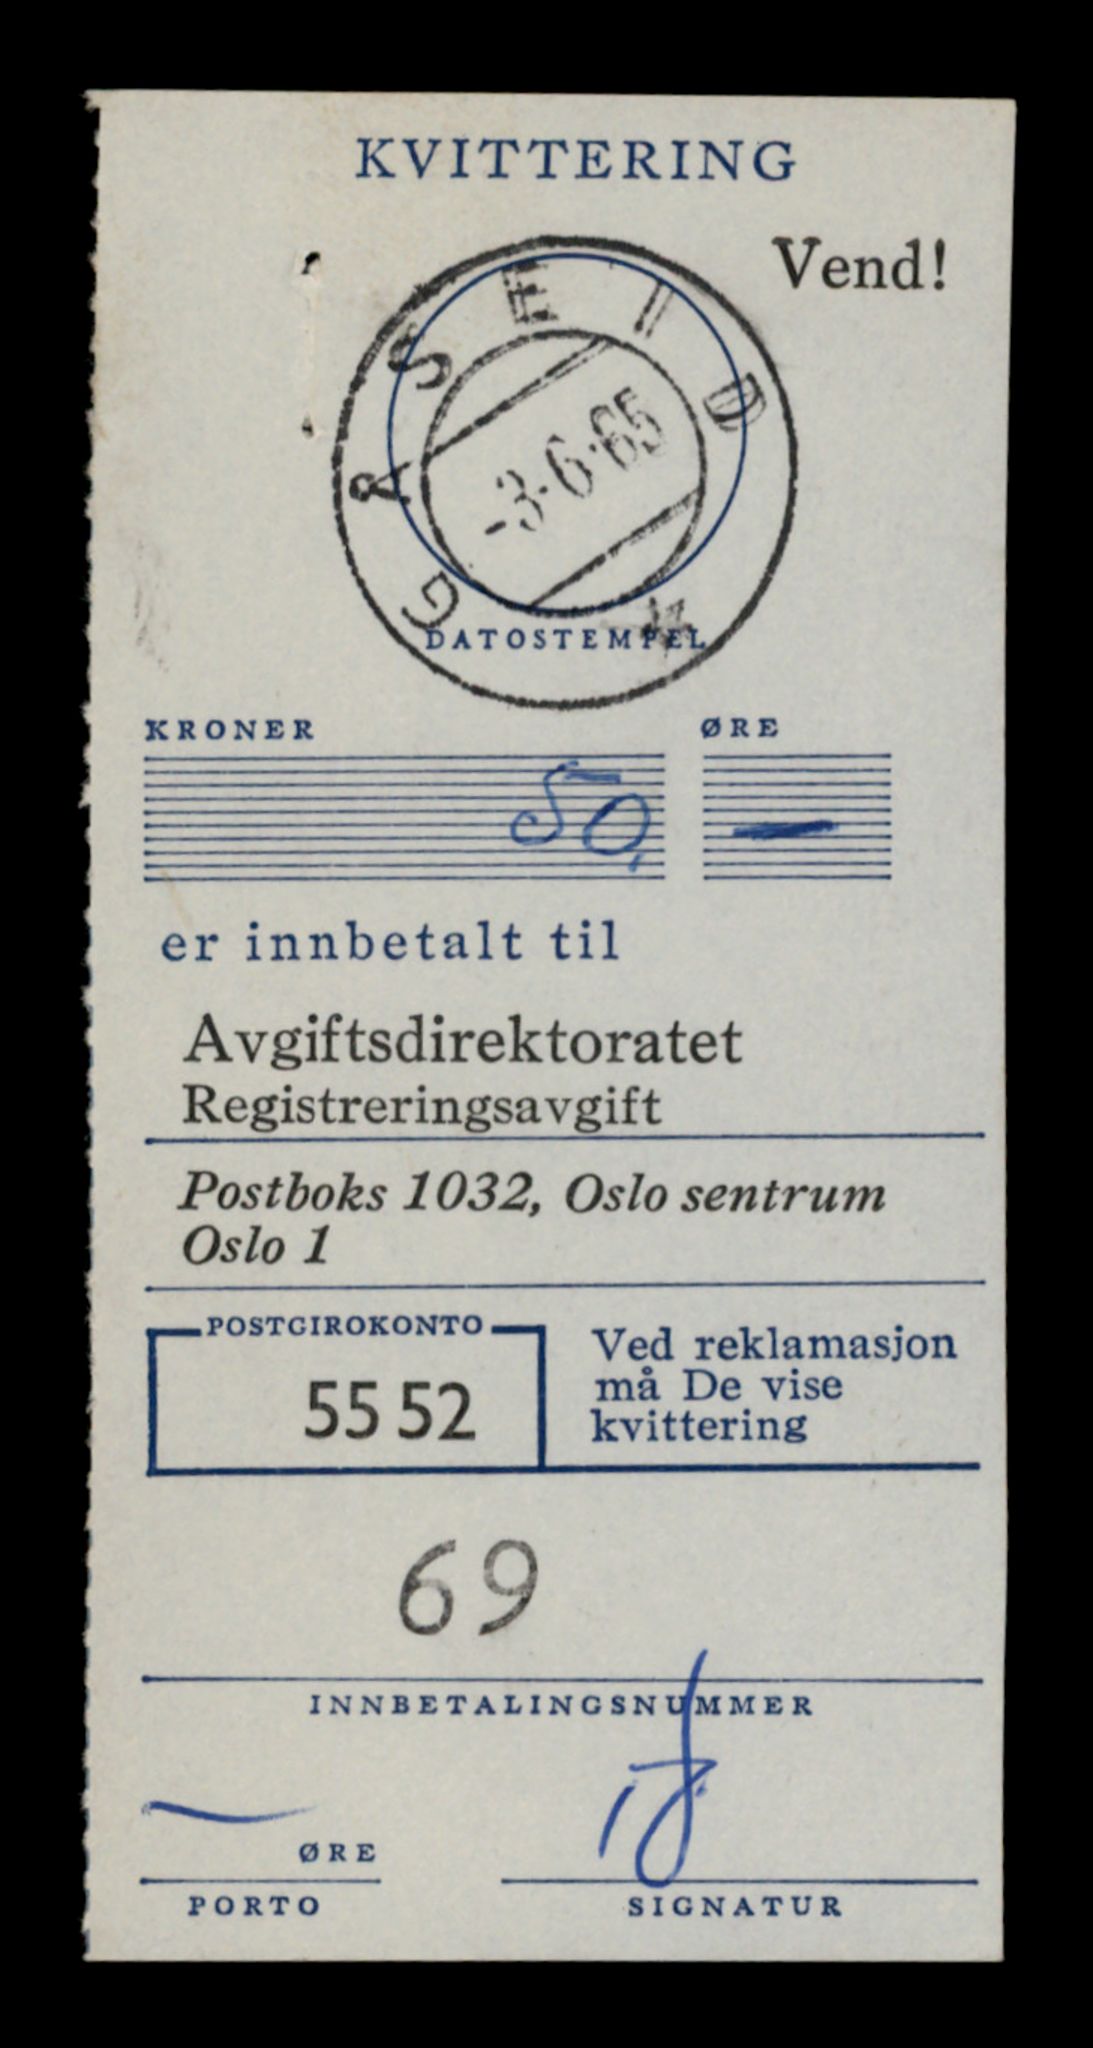 KVITTERING
Vend!
GÅSEID
-3.6.65
DATOSTEMPEL
KRONER ØRE
50, —
er innbetalt til
Avgiftsdirektoratet
Registreringsavgift
Postboks 1032, Oslo sentrum
Oslo 1
POSTGIROKONTO
55 52
Ved reklamasjon
må De vise
kvittering
69
INNBETALINGSNUMMER
ØRE
PORTO
SIGNATUR